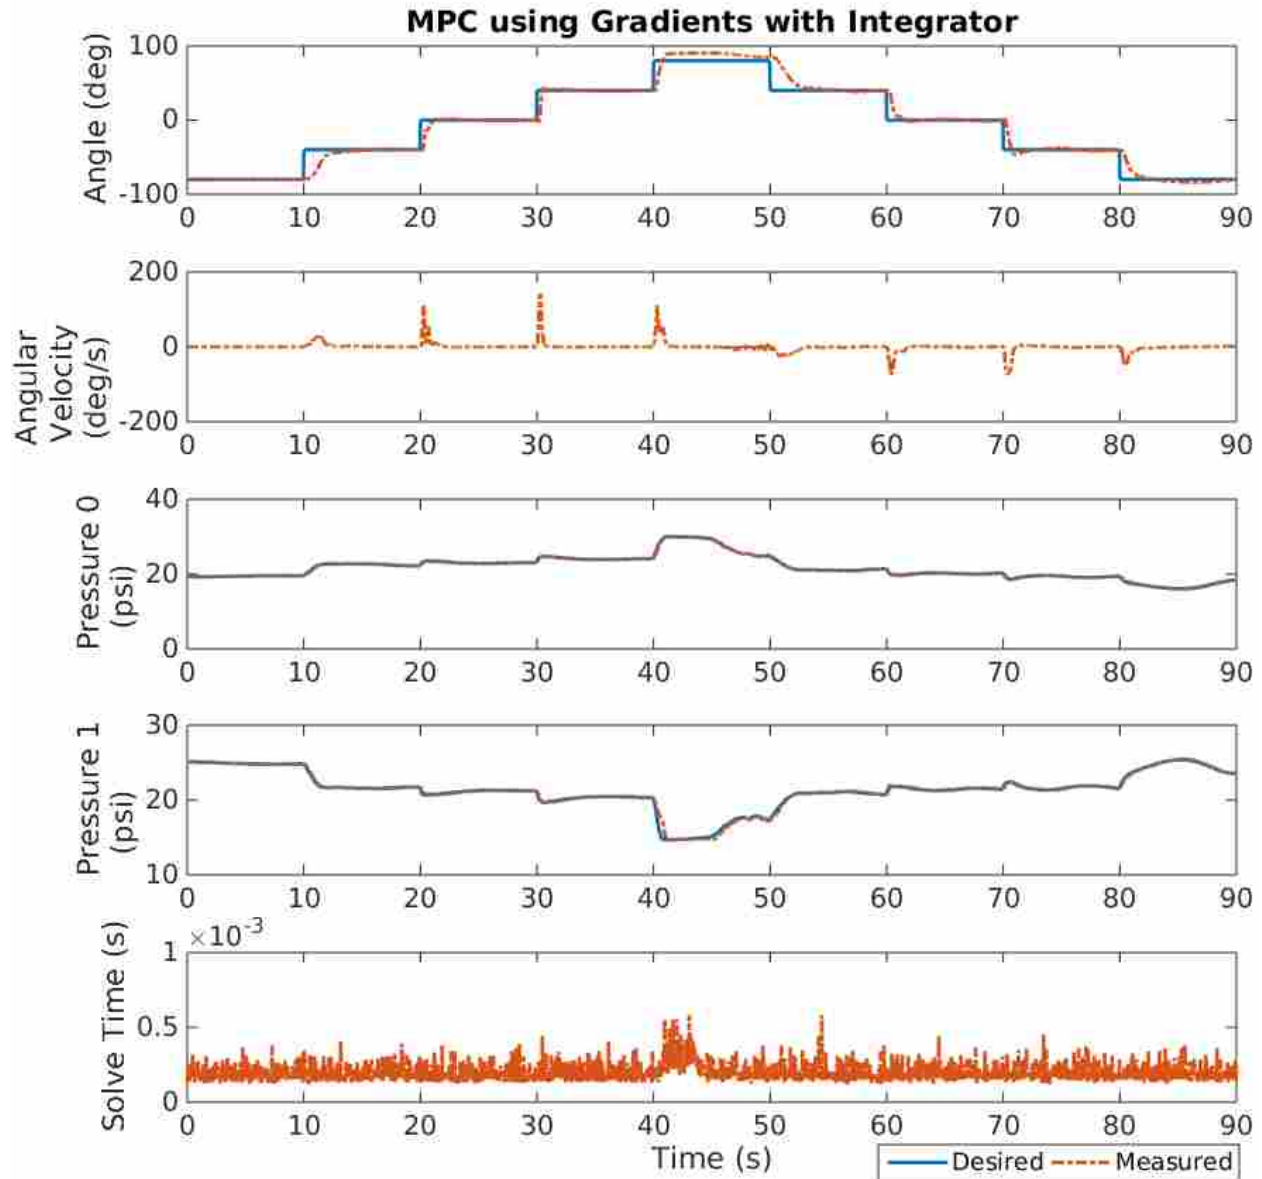 MPC using Gradients with Integrator
Angle (deg)
100
0
-100
0 10 20 30 40 50 60 70 80 90
Angular
Velocity
(deg/s)
200
0
-200
0 10 20 30 40 50 60 70 80 90
Pressure 0
(psi)
40
20
0
0 10 20 30 40 50 60 70 80 90
Pressure 1
(psi)
30
20
10
0 10 20 30 40 50 60 70 80 90
Solve Time (s)
×10^-3
1
0.5
0
0 10 20 30 40 50 60 70 80 90
Time (s)
Desired Measured